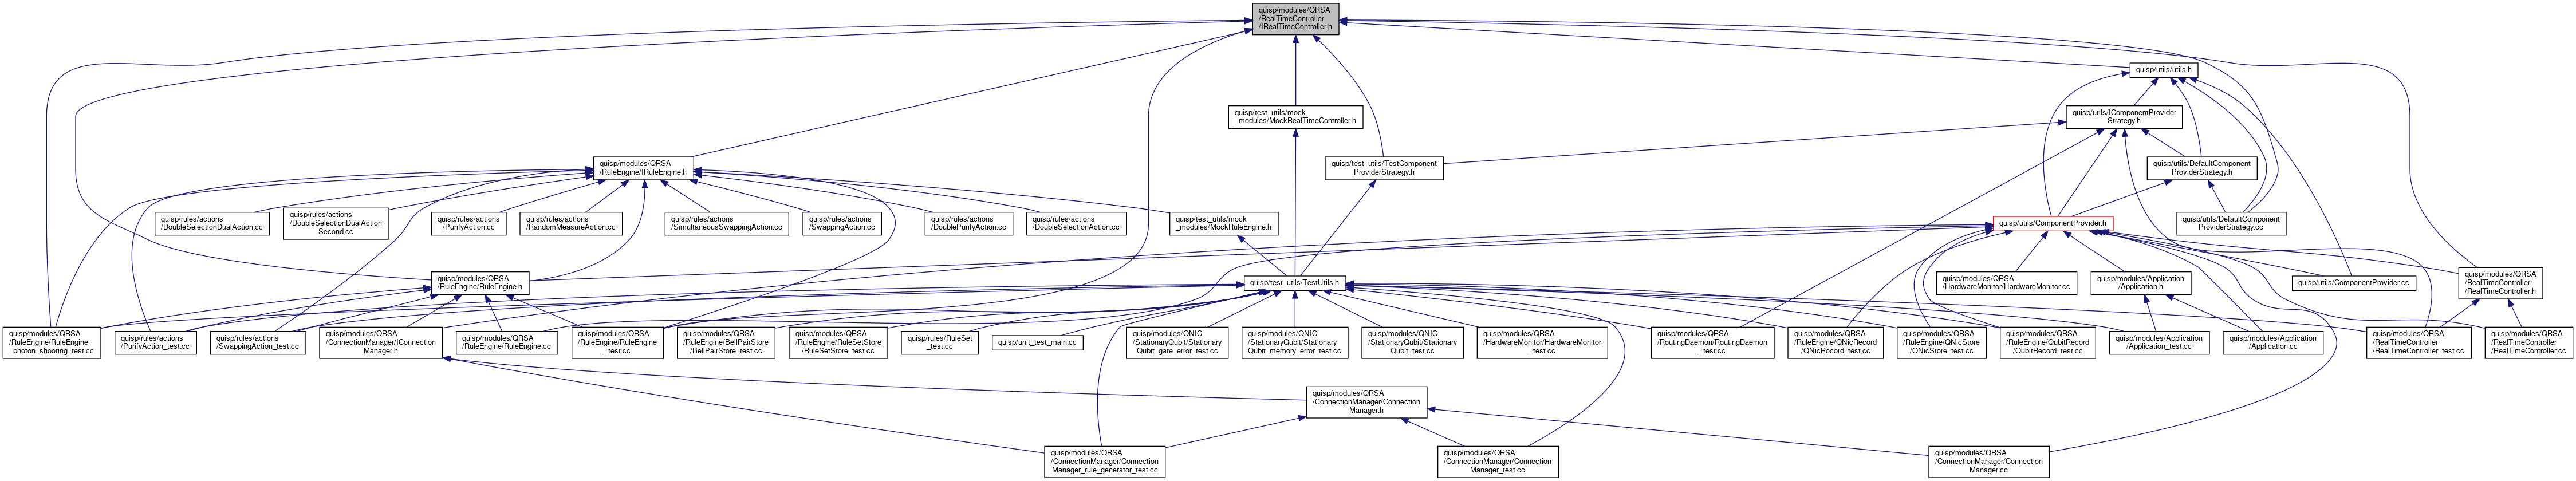 quisp/modules/QRSA
/RealTimeController
/IRealTimeController.h
quisp/utils/utils.h
quisp/test_utils/mock
_modules/MockRealTimeController.h
quisp/utils/IComponentProvider
Strategy.h
quisp/modules/QRSA
/RuleEngine/IRuleEngine.h
quisp/test_utils/TestComponent
ProviderStrategy.h
quisp/utils/DefaultComponent
ProviderStrategy.h
quisp/rules/actions
/DoubleSelectionDualAction.cc
quisp/rules/actions
/DoubleSelectionDualAction
Second.cc
quisp/rules/actions
/PurifyAction.cc
quisp/rules/actions
/RandomMeasureAction.cc
quisp/rules/actions
/SimultaneousSwappingAction.cc
quisp/rules/actions
/SwappingAction.cc
quisp/rules/actions
/DoublePurifyAction.cc
quisp/rules/actions
/DoubleSelectionAction.cc
quisp/test_utils/mock
_modules/MockRuleEngine.h
quisp/utils/ComponentProvider.h
quisp/utils/DefaultComponent
ProviderStrategy.cc
quisp/modules/QRSA
/RuleEngine/RuleEngine.h
quisp/test_utils/TestUtils.h
quisp/modules/QRSA
/HardwareMonitor/HardwareMonitor.cc
quisp/modules/Application
/Application.h
quisp/utils/ComponentProvider.cc
quisp/modules/QRSA
/RealTimeController
/RealTimeController.h
quisp/modules/QRSA
/RuleEngine/RuleEngine
_photon_shooting_test.cc
quisp/rules/actions
/PurifyAction_test.cc
quisp/rules/actions
/SwappingAction_test.cc
quisp/modules/QRSA
/ConnectionManager/IConnection
Manager.h
quisp/modules/QRSA
/RuleEngine/RuleEngine.cc
quisp/modules/QRSA
/RuleEngine/RuleEngine
_test.cc
quisp/modules/QRSA
/RuleEngine/BellPairStore
/BellPairStore_test.cc
quisp/modules/QRSA
/RuleEngine/RuleSetStore
/RuleSetStore_test.cc
quisp/rules/RuleSet
_test.cc
quisp/unit_test_main.cc
quisp/modules/QNIC
/StationaryQubit/Stationary
Qubit_gate_error_test.cc
quisp/modules/QNIC
/StationaryQubit/Stationary
Qubit_memory_error_test.cc
quisp/modules/QNIC
/StationaryQubit/Stationary
Qubit_test.cc
quisp/modules/QRSA
/HardwareMonitor/HardwareMonitor
_test.cc
quisp/modules/QRSA
/RoutingDaemon/RoutingDaemon
_test.cc
quisp/modules/QRSA
/RuleEngine/QNicRecord
/QNicRocord_test.cc
quisp/modules/QRSA
/RuleEngine/QNicStore
/QNicStore_test.cc
quisp/modules/QRSA
/RuleEngine/QubitRecord
/QubitRecord_test.cc
quisp/modules/Application
/Application_test.cc
quisp/modules/Application
/Application.cc
quisp/modules/QRSA
/RealTimeController
/RealTimeController_test.cc
quisp/modules/QRSA
/RealTimeController
/RealTimeController.cc
quisp/modules/QRSA
/ConnectionManager/Connection
Manager.h
quisp/modules/QRSA
/ConnectionManager/Connection
Manager_rule_generator_test.cc
quisp/modules/QRSA
/ConnectionManager/Connection
Manager_test.cc
quisp/modules/QRSA
/ConnectionManager/Connection
Manager.cc